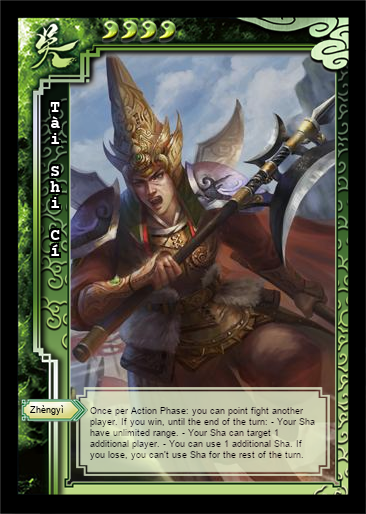 吴
Tài Shi Cí
Zhèngyì
Once per Action Phase: you can point fight another
player. If you win, until the end of the turn: - Your Sha
have unlimited range. - Your Sha can target 1
additional player. - You can use 1 additional Sha. If
you lose, you can't use Sha for the rest of the turn.